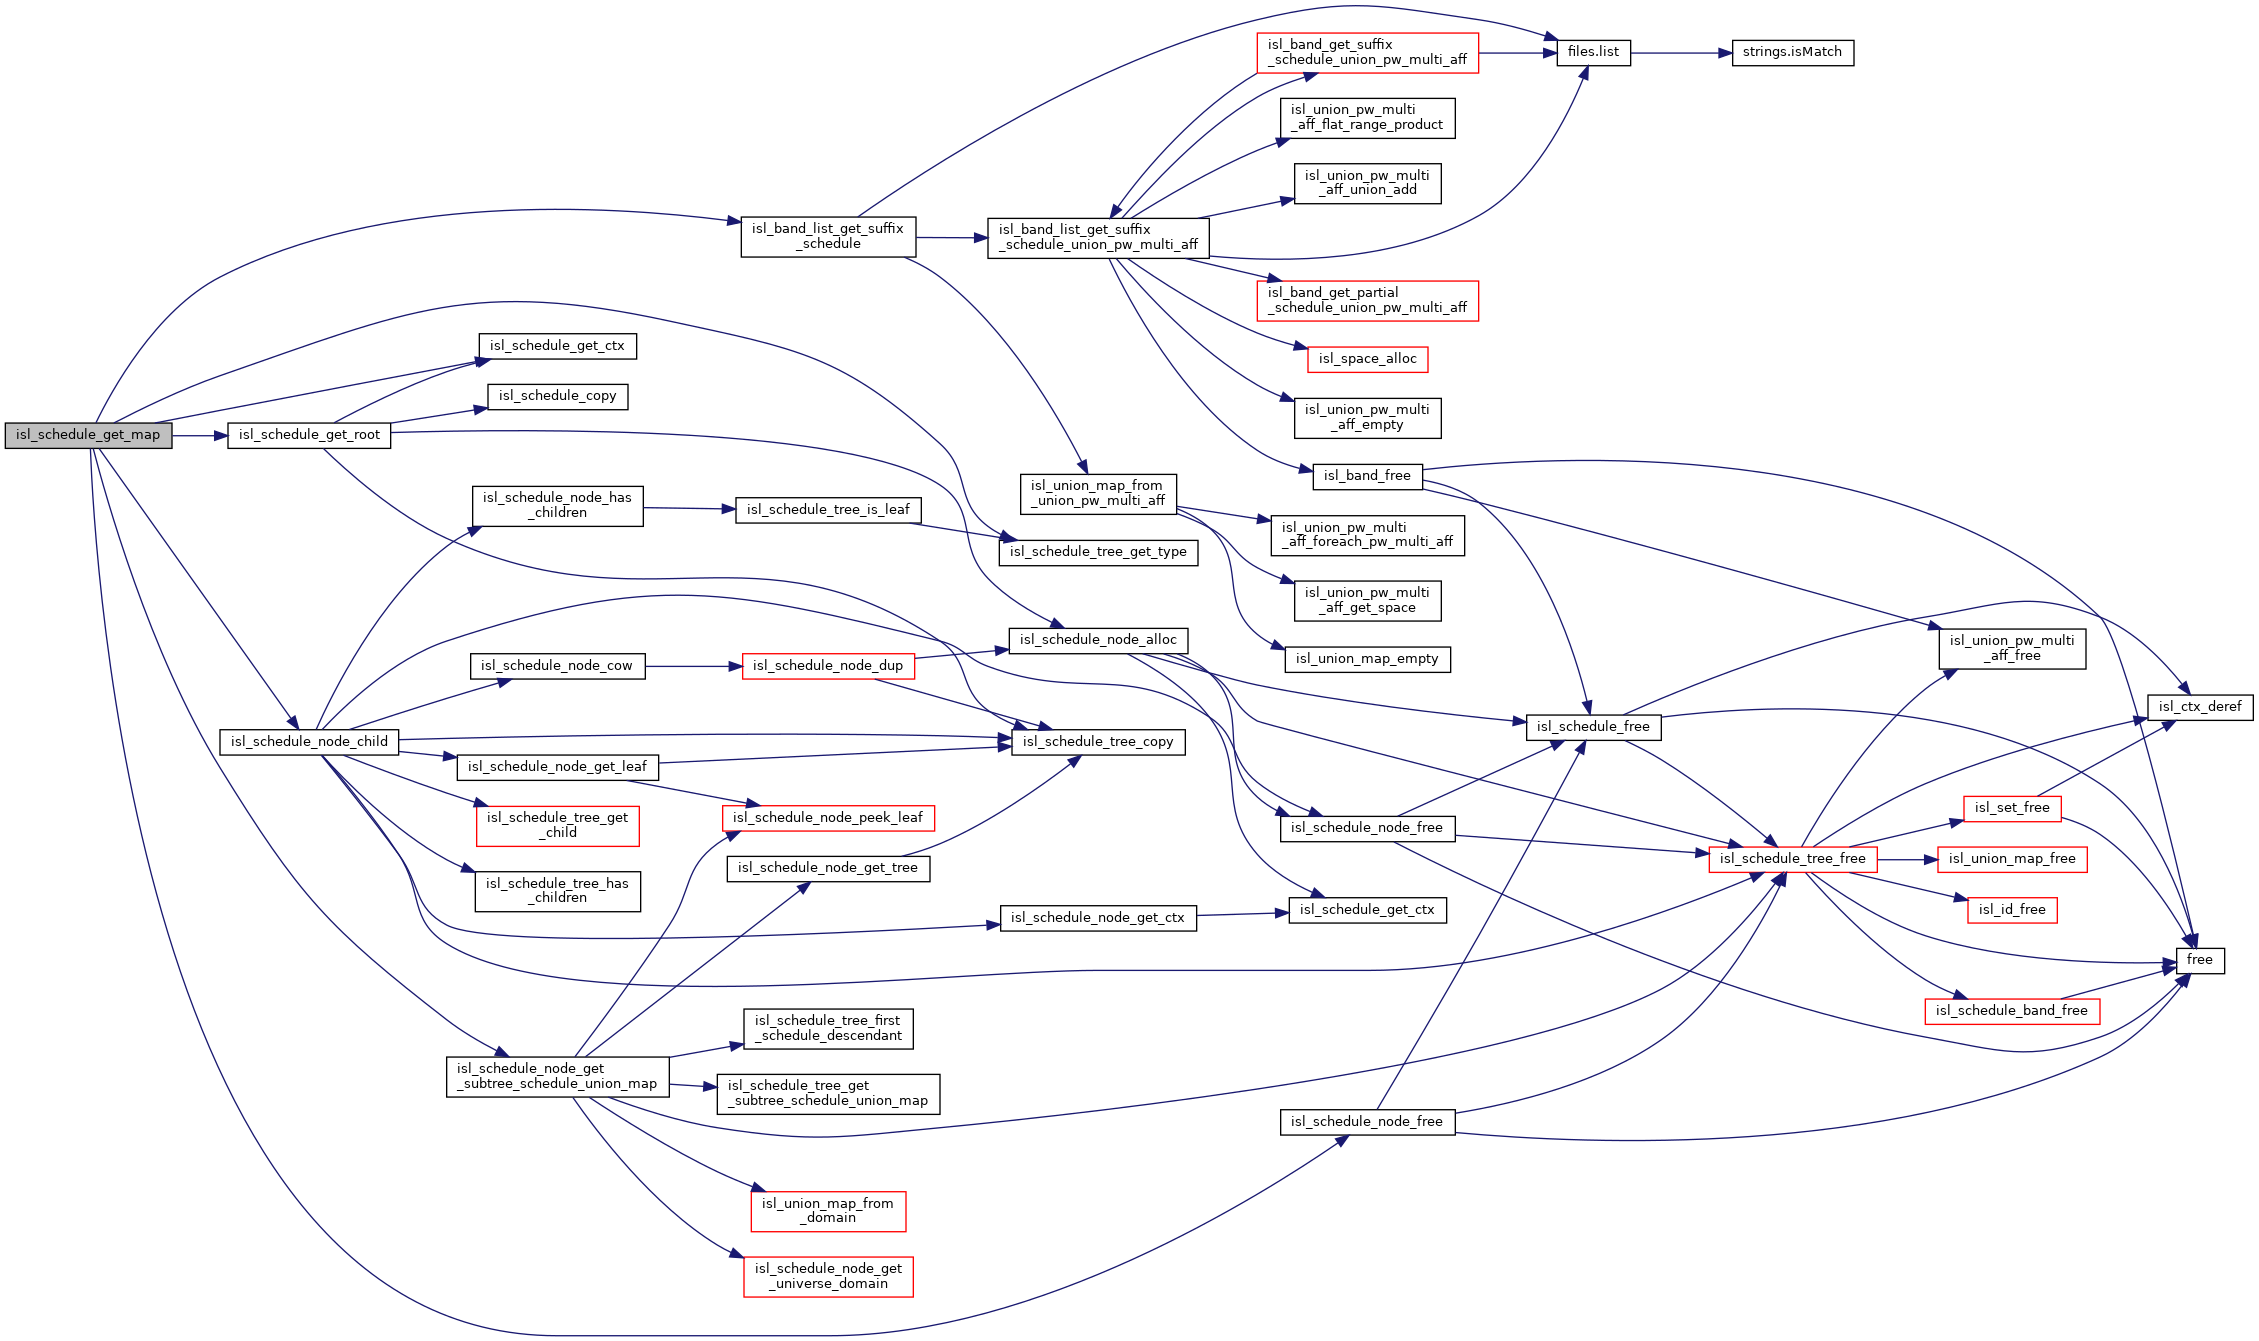 isl_schedule_get_map
isl_band_list_get_suffix
_schedule
isl_schedule_get_ctx
isl_schedule_copy
isl_schedule_get_root
isl_schedule_node_has
_children
isl_schedule_tree_is_leaf
isl_schedule_tree_get_type
isl_schedule_node_cow
isl_schedule_node_dup
isl_schedule_node_alloc
isl_schedule_node_child
isl_schedule_node_get_leaf
isl_schedule_tree_copy
isl_schedule_tree_get
_child
isl_schedule_node_peek_leaf
isl_schedule_tree_has
_children
isl_schedule_node_get_tree
isl_schedule_node_get_ctx
isl_schedule_get_ctx
isl_schedule_node_get
_subtree_schedule_union_map
isl_schedule_tree_first
_schedule_descendant
isl_schedule_tree_get
_subtree_schedule_union_map
isl_union_map_from
_domain
isl_schedule_node_get
_universe_domain
isl_band_list_get_suffix
_schedule_union_pw_multi_aff
isl_band_get_suffix
_schedule_union_pw_multi_aff
files.list
strings.isMatch
isl_union_pw_multi
_aff_flat_range_product
isl_union_pw_multi
_aff_union_add
isl_band_get_partial
_schedule_union_pw_multi_aff
isl_space_alloc
isl_union_pw_multi
_aff_empty
isl_band_free
isl_union_map_from
_union_pw_multi_aff
isl_union_pw_multi
_aff_foreach_pw_multi_aff
isl_union_pw_multi
_aff_get_space
isl_union_map_empty
isl_union_pw_multi
_aff_free
isl_ctx_deref
isl_schedule_free
isl_schedule_node_free
isl_set_free
isl_schedule_tree_free
isl_union_map_free
isl_id_free
free
isl_schedule_band_free
isl_schedule_node_free